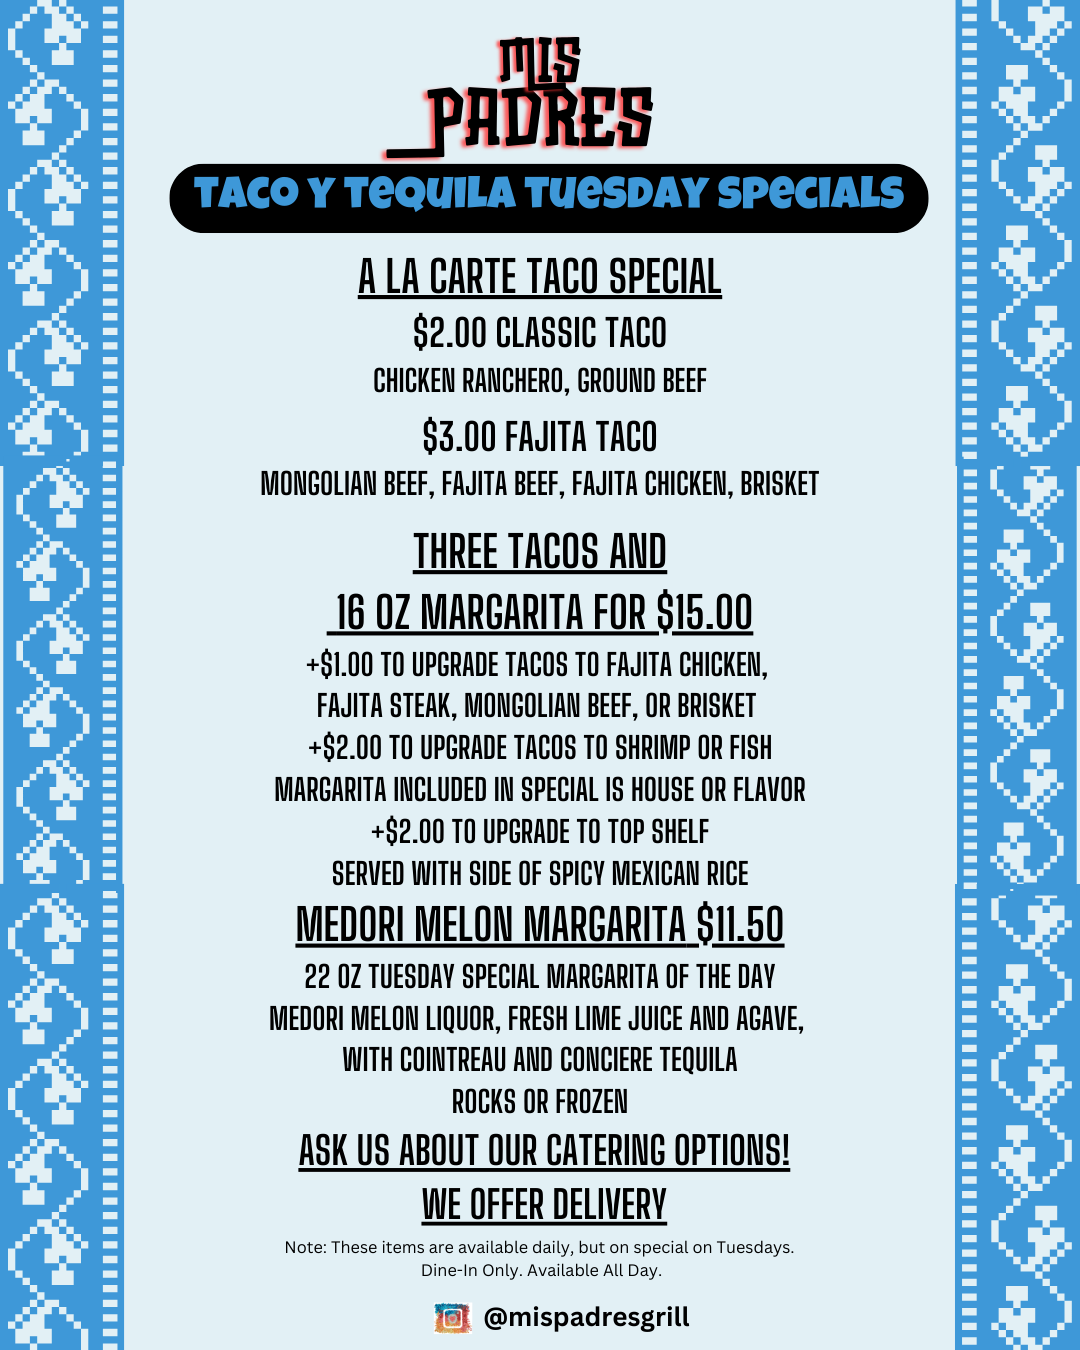 MIS
PADRES
TACO Y TEQUILA TUESDAY SPECIALS
A LA CARTE TACO SPECIAL
$2.00 CLASSIC TACO
CHICKEN RANCHERO, GROUND BEEF
$3.00 FAJITA TACO
MONGOLIAN BEEF, FAJITA BEEF, FAJITA CHICKEN, BRISKET
THREE TACOS AND
16 OZ MARGARITA FOR $15.00
+$1.00 TO UPGRADE TACOS TO FAJITA CHICKEN,
FAJITA STEAK, MONGOLIAN BEEF, OR BRISKET
+$2.00 TO UPGRADE TACOS TO SHRIMP OR FISH
MARGARITA INCLUDED IN SPECIAL IS HOUSE OR FLAVOR
+$2.00 TO UPGRADE TO TOP SHELF
SERVED WITH SIDE OF SPICY MEXICAN RICE
MEDORI MELON MARGARITA $11.50
22 OZ TUESDAY SPECIAL MARGARITA OF THE DAY
MEDORI MELON LIQUOR, FRESH LIME JUICE AND AGAVE,
WITH COINTREAU AND CONCIERE TEQUILA
ROCKS OR FROZEN
ASK US ABOUT OUR CATERING OPTIONS!
WE OFFER DELIVERY
Note: These items are available daily, but on special on Tuesdays.
Dine-In Only. Available All Day.
@mispadresgrill